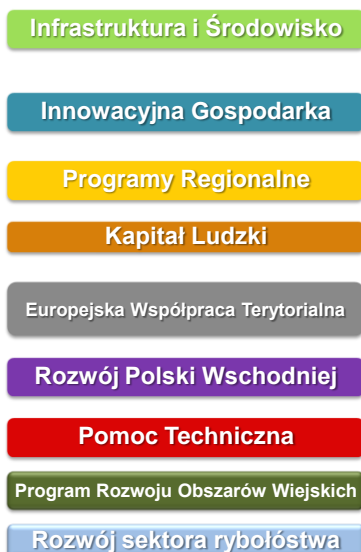 Infrastruktura i Środowisko
Innowacyjna Gospodarka
Programy Regionalne
Kapitał Ludzki
Europejska Współpraca Terytorialna
Rozwój Polski Wschodniej
Pomoc Techniczna
Program Rozwoju Obszarów Wiejskich
Rozwój sektora rybołóstwa